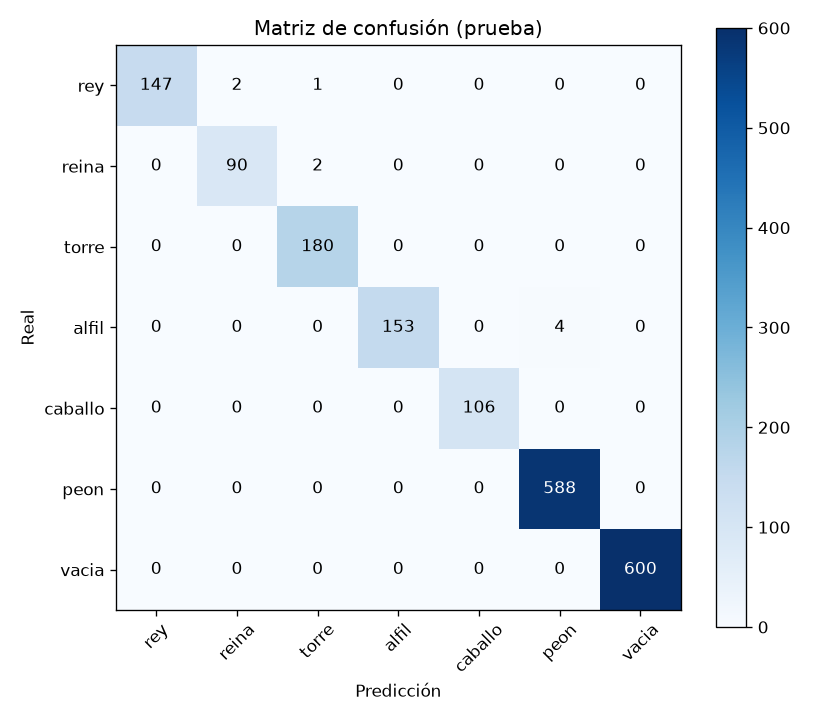 Matriz de confusión (prueba)
rey 147 2 1 0 0 0 0
reina 0 90 2 0 0 0 0
torre 0 0 180 0 0 0 0
alfil 0 0 0 153 0 4 0
caballo 0 0 0 0 106 0 0
peon 0 0 0 0 0 588 0
vacia 0 0 0 0 0 0 600
rey reina torre alfil caballo peon vacia
Predicción
Real
600
500
400
300
200
100
0